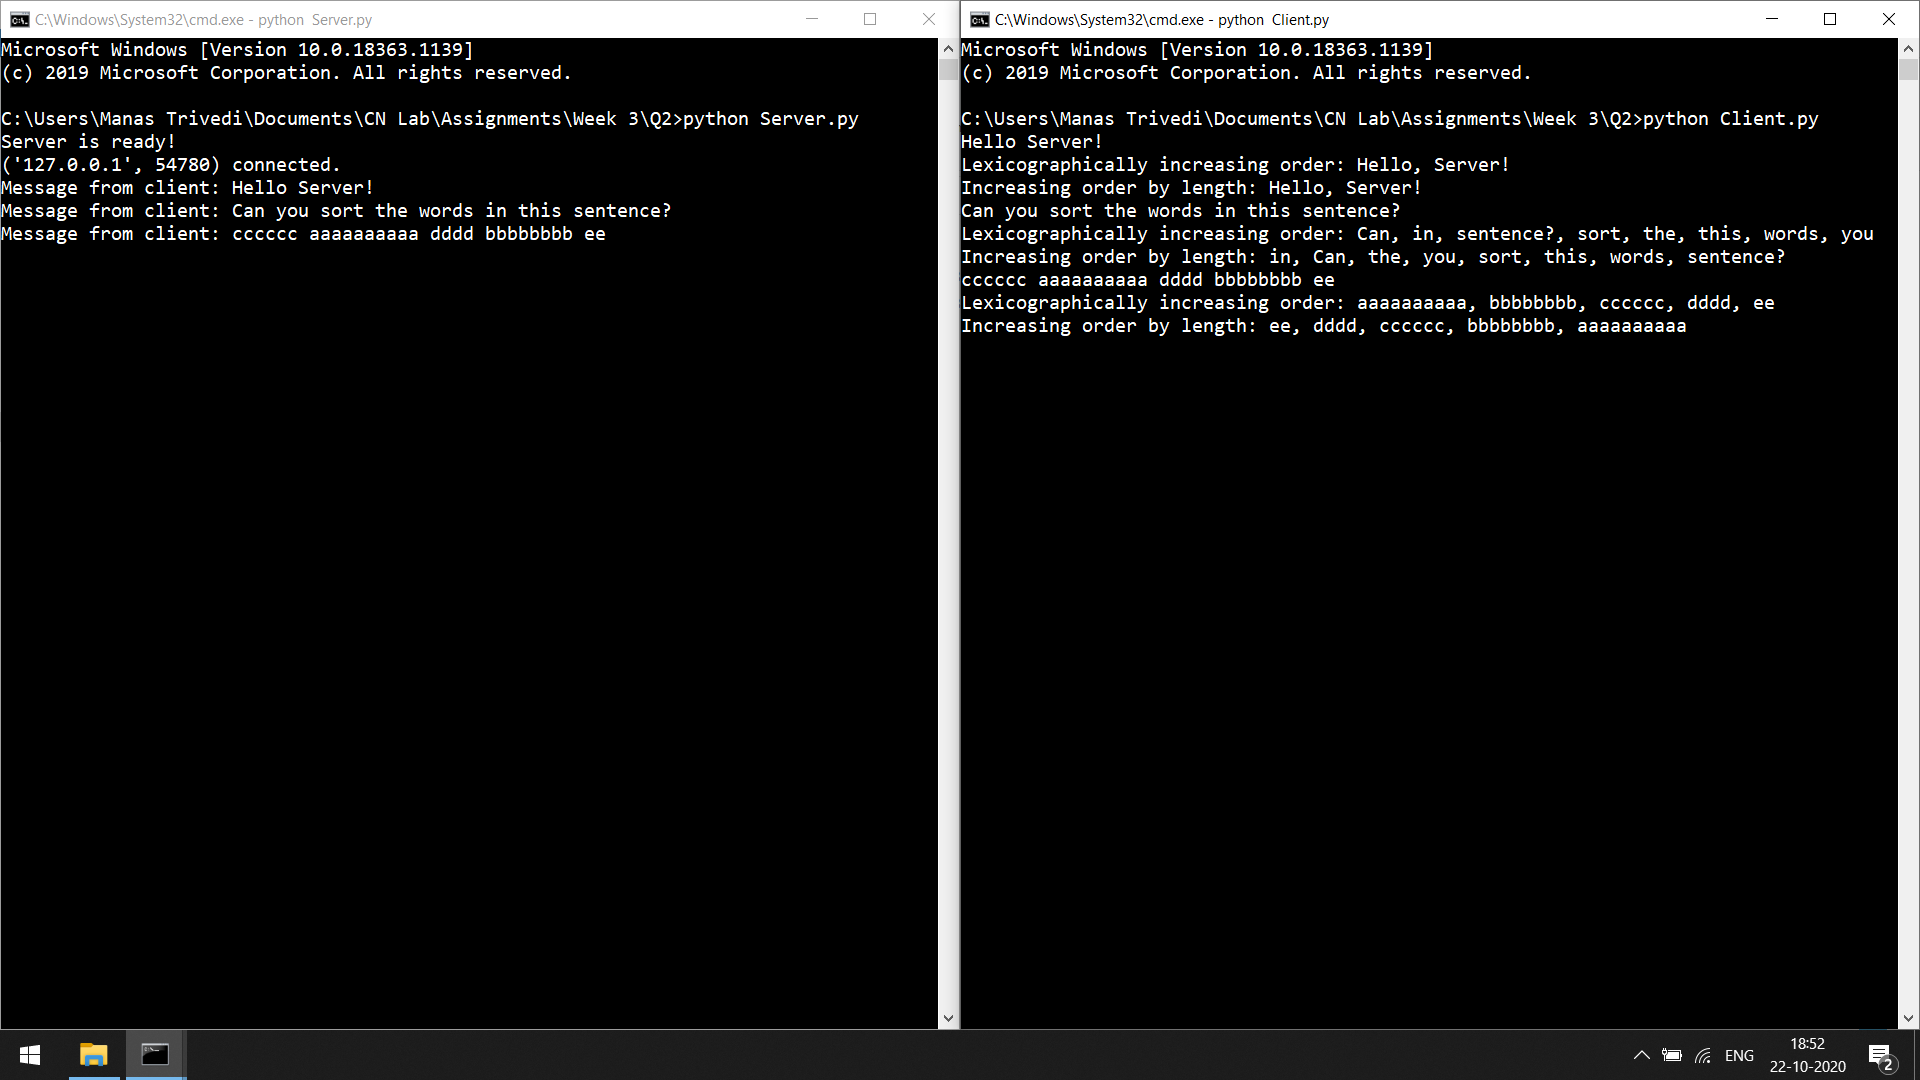 C:\Windows\System32\cmd.exe - python  Server.py
Microsoft Windows [Version 10.0.18363.1139]
(c) 2019 Microsoft Corporation. All rights reserved.
C:\Users\Manas Trivedi\Documents\CN Lab\Assignments\Week 3\Q2>python Server.py
Server is ready!
('127.0.0.1', 54780) connected.
Message from client: Hello Server!
Message from client: Can you sort the words in this sentence?
Message from client: cccccc aaaaaaaaaa dddd bbbbbbbb ee
C:\Windows\System32\cmd.exe - python  Client.py
Microsoft Windows [Version 10.0.18363.1139]
(c) 2019 Microsoft Corporation. All rights reserved.
C:\Users\Manas Trivedi\Documents\CN Lab\Assignments\Week 3\Q2>python Client.py
Hello Server!
Lexicographically increasing order: Hello, Server!
Increasing order by length: Hello, Server!
Can you sort the words in this sentence?
Lexicographically increasing order: Can, in, sentence?, sort, the, this, words, you
Increasing order by length: in, Can, the, you, sort, this, words, sentence?
cccccc aaaaaaaaaa dddd bbbbbbbb ee
Lexicographically increasing order: aaaaaaaaaa, bbbbbbbb, cccccc, dddd, ee
Increasing order by length: ee, dddd, cccccc, bbbbbbbb, aaaaaaaaaa
ENG
18:52
22-10-2020
2